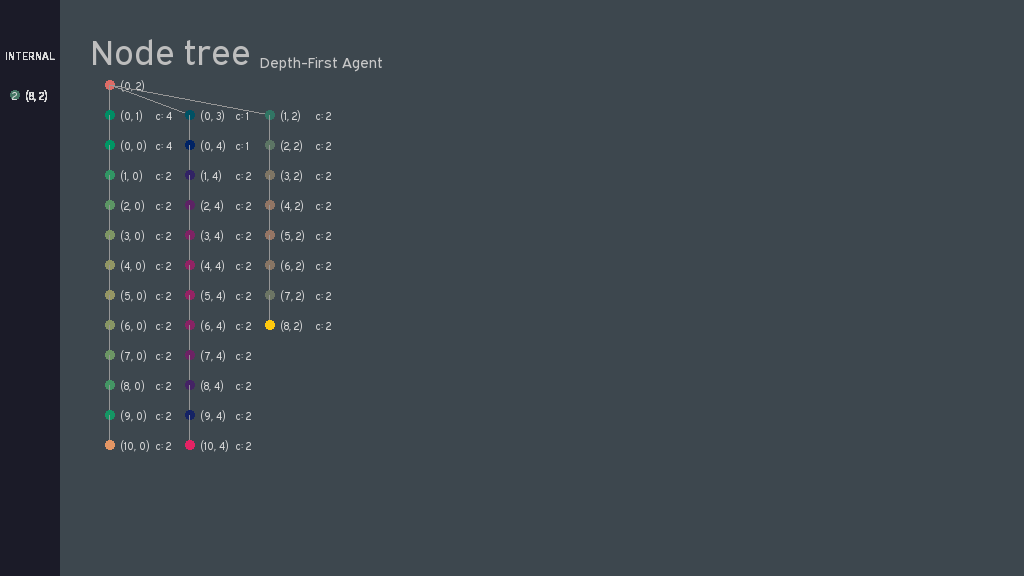 INTERNAL
2 (8, 2)
Node tree Depth-First Agent
(0, 2)
(0, 1) c: 4 (0, 3) c: 1 (1, 2) c: 2
(0, 0) c: 4 (0, 4) c: 1 (2, 2) c: 2
(1, 0) c: 2 (1, 4) c: 2 (3, 2) c: 2
(2, 0) c: 2 (2, 4) c: 2 (4, 2) c: 2
(3, 0) c: 2 (3, 4) c: 2 (5, 2) c: 2
(4, 0) c: 2 (4, 4) c: 2 (6, 2) c: 2
(5, 0) c: 2 (5, 4) c: 2 (7, 2) c: 2
(6, 0) c: 2 (6, 4) c: 2 (8, 2) c: 2
(7, 0) c: 2 (7, 4) c: 2
(8, 0) c: 2 (8, 4) c: 2
(9, 0) c: 2 (9, 4) c: 2
(10, 0) c: 2 (10, 4) c: 2